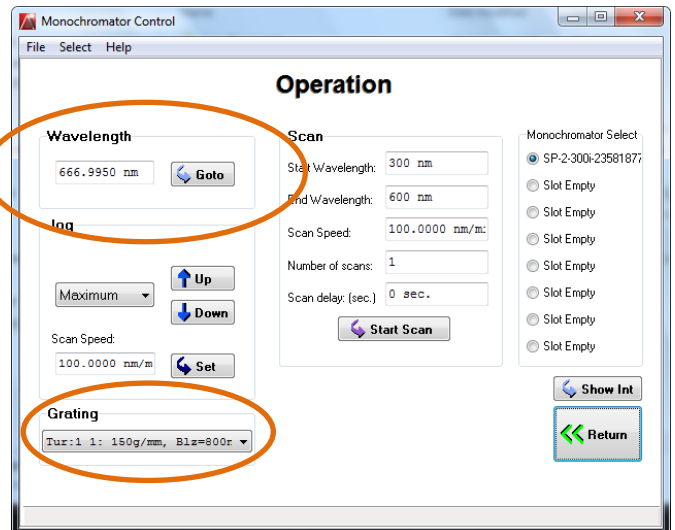 Monochromator Control
File Select Help
Operation
Wavelength
666.9950 nm
Goto
Jog
Maximum
Up
Down
Scan Speed:
100.0000 nm/m
Set
Grating
Tur:1 1: 150g/mm, Blz=800r
Scan
Start Wavelength:
300 nm
End Wavelength:
600 nm
Scan Speed:
100.0000 nm/m:
Number of scans:
1
Scan delay: (sec.)
0 sec.
Start Scan
Monochromator Select
SP-2-300i-23581877
Slot Empty
Slot Empty
Slot Empty
Slot Empty
Slot Empty
Slot Empty
Slot Empty
Show Int
Return